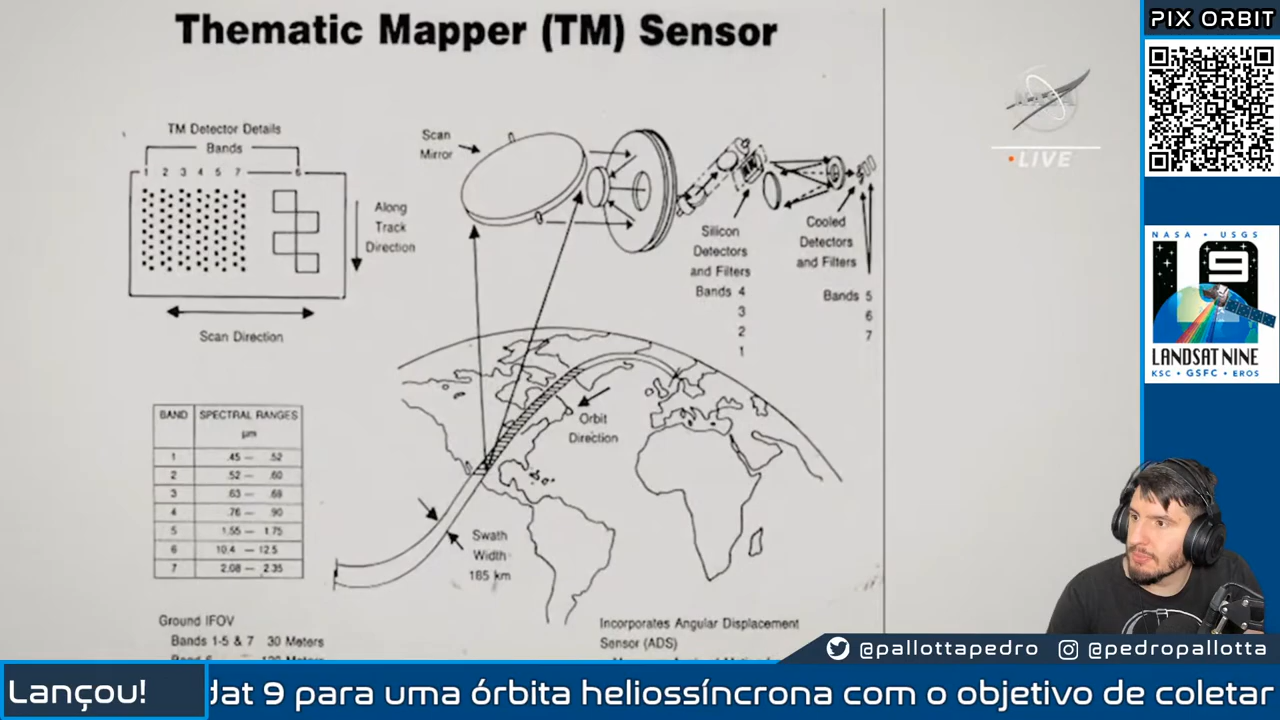 Thematic Mapper (TM) Sensor
TM Detector Details
Bands
1 2 3 4 5 7 6
Along
Track
Direction
Scan Direction
Scan
Mirror
Silicon
Detectors
and Filters
Bands 4
3
2
1
Cooled
Detectors
and Filters
Bands 5
6
7
Orbit
Direction
Swath
Width
185 km
BAND SPECTRAL RANGES
µm
1 .45 — .52
2 .52 — .60
3 .63 — .68
4 .76 — .90
5 1.55 — 1.75
6 10.4 — 12.5
7 2.08 — 2.35
Ground IFOV
Bands 1-5 & 7 30 Meters
Incorporates Angular Displacement
Sensor (ADS)
NASA
LIVE
PIX ORBIT
NASA • USGS
L9
LANDSAT NINE
KSC • GSFC • EROS
@pallottapedro @pedropallotta
Lançou! dat 9 para uma órbita heliossíncrona com o objetivo de coletar